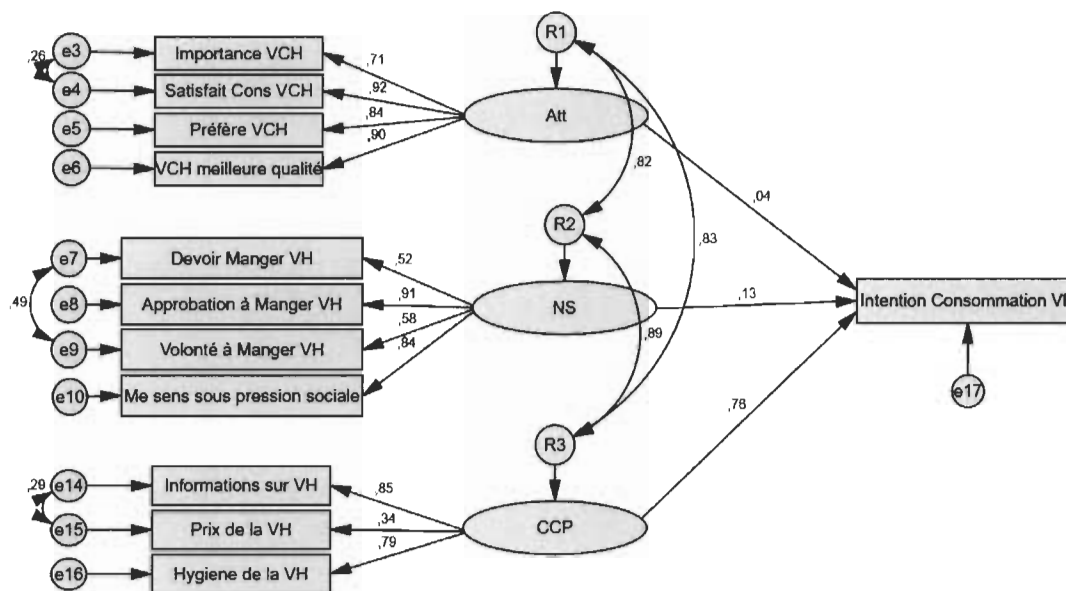 R1
e3
Importance VCH
,26
,71
e4
Satisfait Cons VCH
,92
Att
e5
Préfère VCH
,84
e6
VCH meilleure qualité
,90
,82
,04
R2
,83
e7
Devoir Manger VH
,52
,49
e8
Approbation à Manger VH
,91
NS
,13
Intention Consommation
,58
e9
Volonté à Manger VH
,84
,89
e10
Me sens sous pression sociale
e17
,78
R3
,29
e14
Informations sur VH
,85
e15
Prix de la VH
,34
CCP
e16
Hygiene de la VH
,79